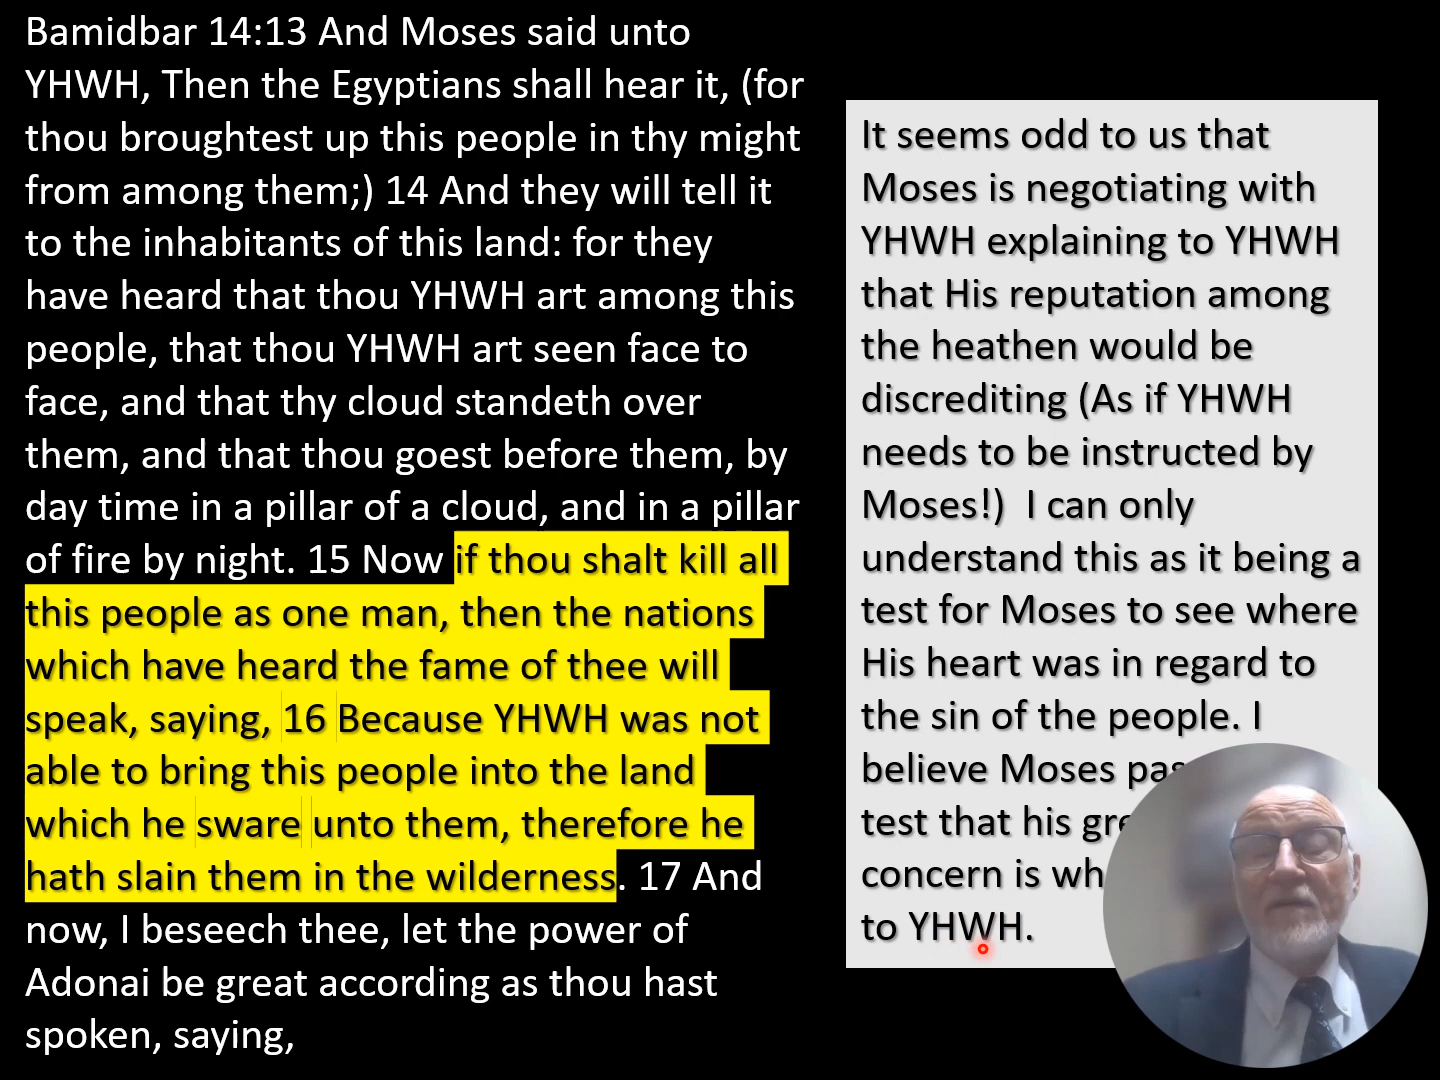 Bamidbar 14:13 And Moses said unto
YHWH, Then the Egyptians shall hear it, (for
thou broughtest up this people in thy might
from among them;) 14 And they will tell it
to the inhabitants of this land: for they
have heard that thou YHWH art among this
people, that thou YHWH art seen face to
face, and that thy cloud standeth over
them, and that thou goest before them, by
day time in a pillar of a cloud, and in a pillar
of fire by night. 15 Now if thou shalt kill all
this people as one man, then the nations
which have heard the fame of thee will
speak, saying, 16 Because YHWH was not
able to bring this people into the land
which he sware unto them, therefore he
hath slain them in the wilderness. 17 And
now, I beseech thee, let the power of
Adonai be great according as thou hast
spoken, saying,
It seems odd to us that
Moses is negotiating with
YHWH explaining to YHWH
that His reputation among
the heathen would be
discrediting (As if YHWH
needs to be instructed by
Moses!) I can only
understand this as it being a
test for Moses to see where
His heart was in regard to
the sin of the people. I
believe Moses
test that his
concern is
to YHWH.